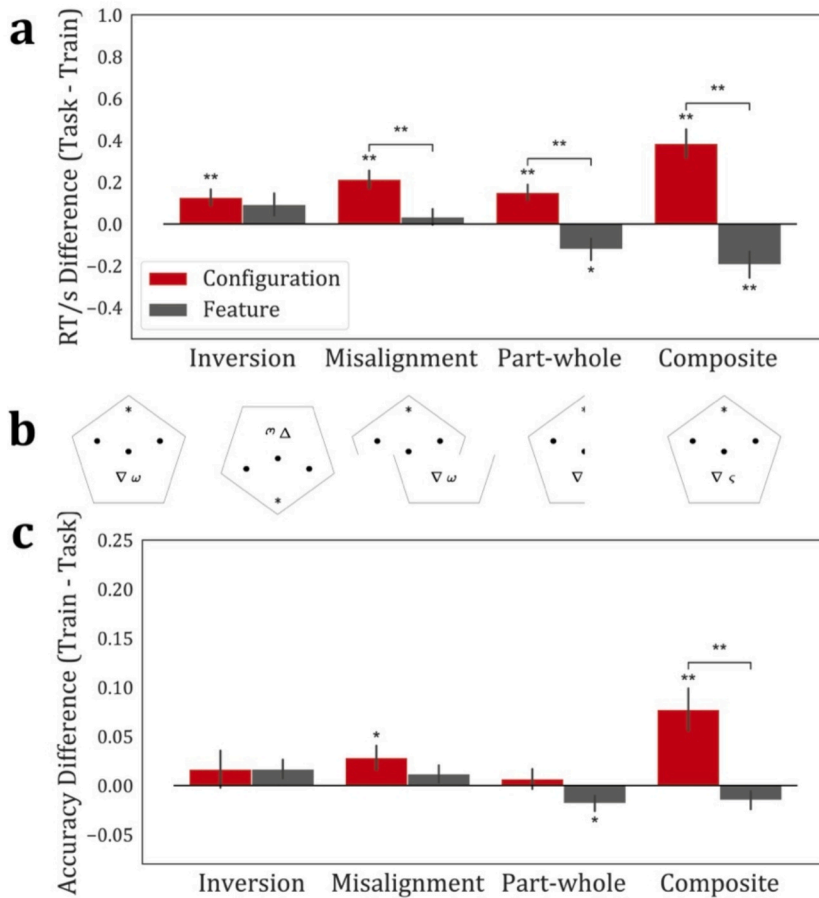 a
RT/s Difference (Task - Train)
1.0
0.8
0.6
0.4
0.2
0.0
−0.2
−0.4
** ** ** ** ** * ** ** **
Configuration
Feature
Inversion Misalignment Part-whole Composite
b
* * * *
∇ ω ო Δ ∇ ω ∇ ∇ ς
*
c
Accuracy Difference (Train - Task)
0.25
0.20
0.15
0.10
0.05
0.00
−0.05
* * ** **
Inversion Misalignment Part-whole Composite